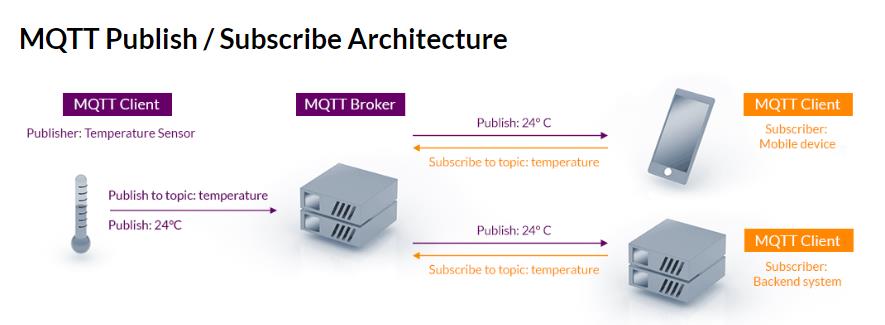 MQTT Publish / Subscribe Architecture
MQTT Client
Publisher: Temperature Sensor
Publish to topic: temperature
Publish: 24°C
MQTT Broker
Publish: 24° C
Subscribe to topic: temperature
MQTT Client
Subscriber:
Mobile device
Publish: 24° C
Subscribe to topic: temperature
MQTT Client
Subscriber:
Backend system